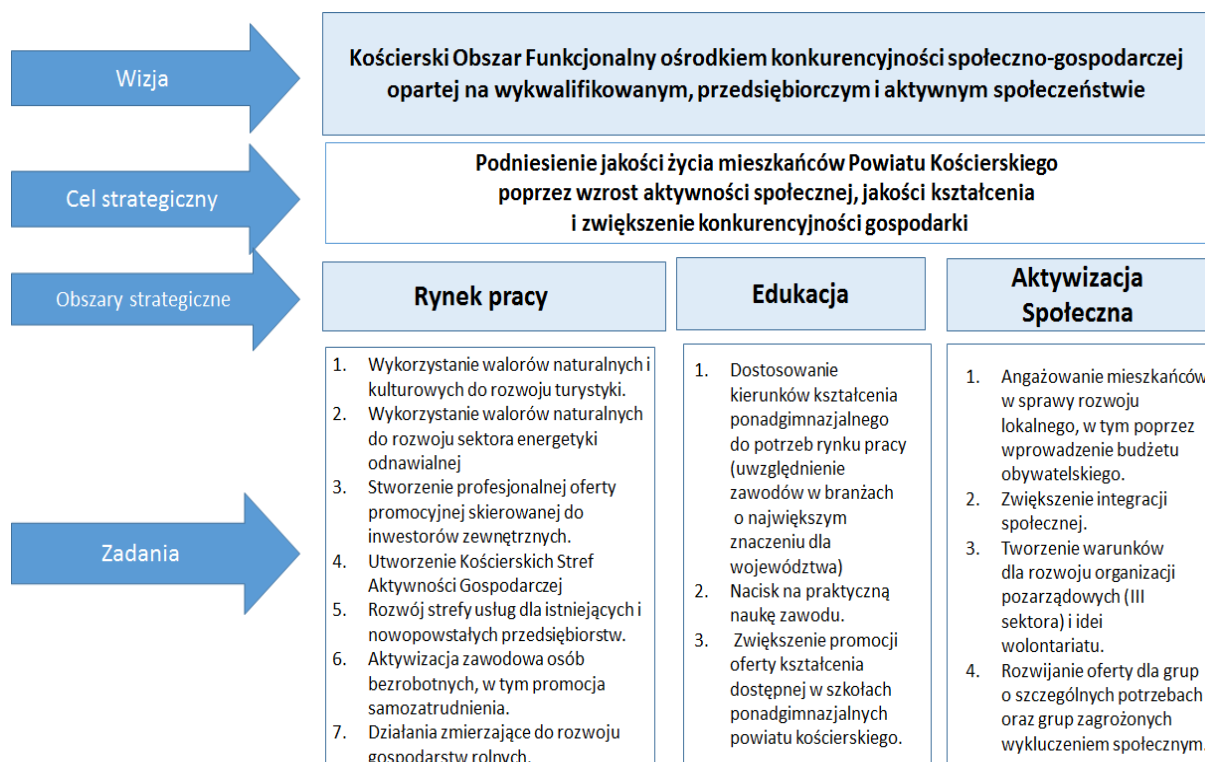 Wizja
Kościerski Obszar Funkcjonalny ośrodkiem konkurencyjności społeczno-gospodarczej
opartej na wykwalifikowanym, przedsiębiorczym i aktywnym społeczeństwie
Cel strategiczny
Podniesienie jakości życia mieszkańców Powiatu Kościerskiego
poprzez wzrost aktywności społecznej, jakości kształcenia
i zwiększenie konkurencyjności gospodarki
Obszary strategiczne
Rynek pracy
Edukacja
Aktywizacja
Społeczna
Zadania
1. Wykorzystanie walorów naturalnych i
kulturowych do rozwoju turystyki.
2. Wykorzystanie walorów naturalnych
do rozwoju sektora energetyki
odnawialnej
3. Stworzenie profesjonalnej oferty
promocyjnej skierowanej do
inwestorów zewnętrznych.
4. Utworzenie Kościerskich Stref
Aktywności Gospodarczej
5. Rozwój strefy usług dla istniejących i
nowopowstałych przedsiębiorstw.
6. Aktywizacja zawodowa osób
bezrobotnych, w tym promocja
samozatrudnienia.
7. Działania zmierzające do rozwoju
gospodarstw rolnych.
1. Dostosowanie
kierunków kształcenia
ponadgimnazjalnego
do potrzeb rynku pracy
(uwzględnienie
zawodów w branżach
o największym
znaczeniu dla
województwa)
2. Nacisk na praktyczną
naukę zawodu.
3. Zwiększenie promocji
oferty kształcenia
dostępnej w szkołach
ponadgimnazjalnych
powiatu kościerskiego.
1. Angażowanie mieszkańców
w sprawy rozwoju
lokalnego, w tym poprzez
wprowadzenie budżetu
obywatelskiego.
2. Zwiększenie integracji
społecznej.
3. Tworzenie warunków
dla rozwoju organizacji
pozarządowych (III
sektora) i idei
wolontariatu.
4. Rozwijanie oferty dla grup
o szczególnych potrzebach
oraz grup zagrożonych
wykluczeniem społecznym.